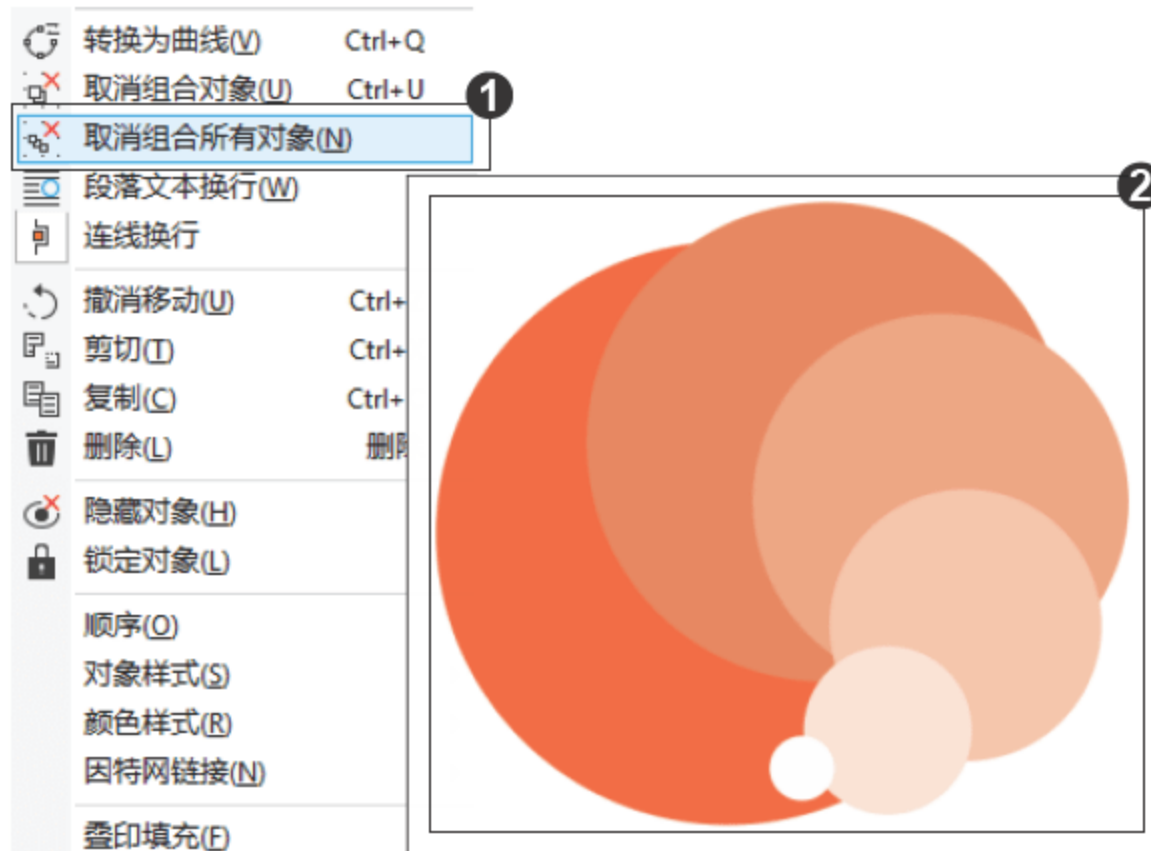 转换为曲线(V) Ctrl+Q
取消组合对象(U) Ctrl+U
1
取消组合所有对象(N)
段落文本换行(W)
2
连线换行
撤消移动(U) Ctrl+
剪切(T) Ctrl+
复制(C) Ctrl+
删除(L) 删
隐藏对象(H)
锁定对象(L)
顺序(O)
对象样式(S)
颜色样式(R)
因特网链接(N)
叠印填充(F)